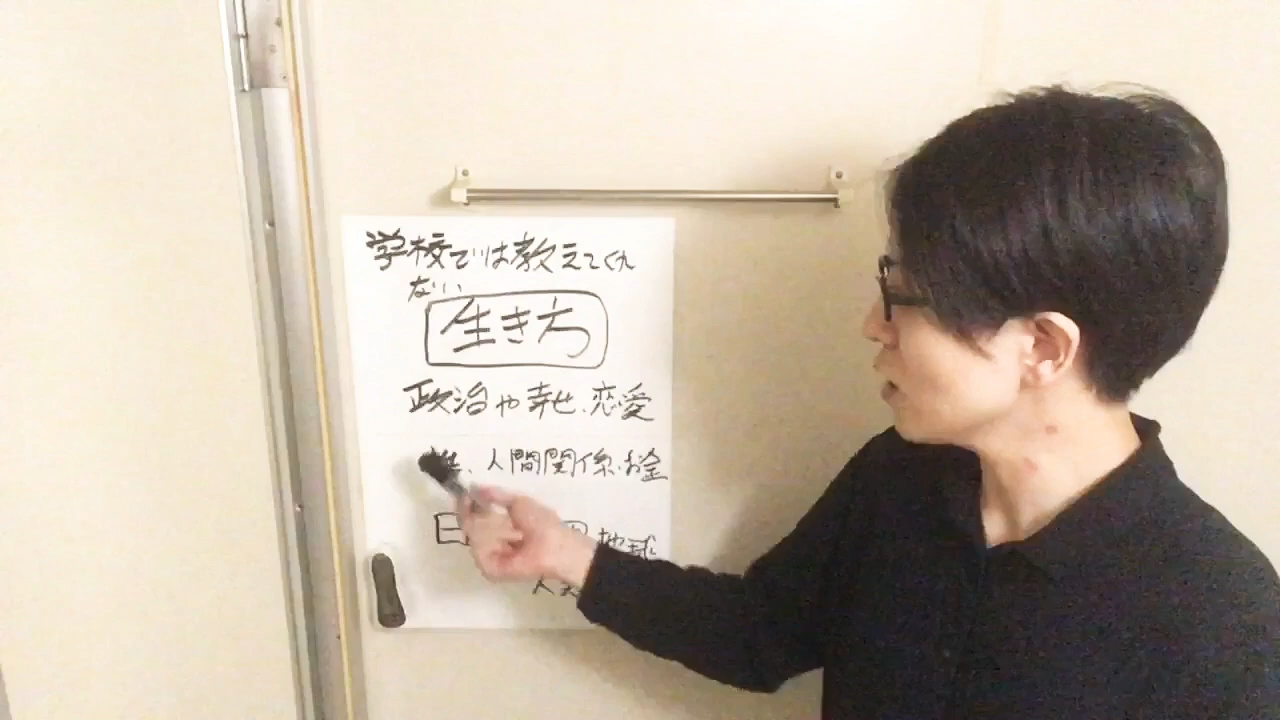 学校では教えてくれ
ない
生き方
政治や幸せ、恋愛
人間関係、お金
地球